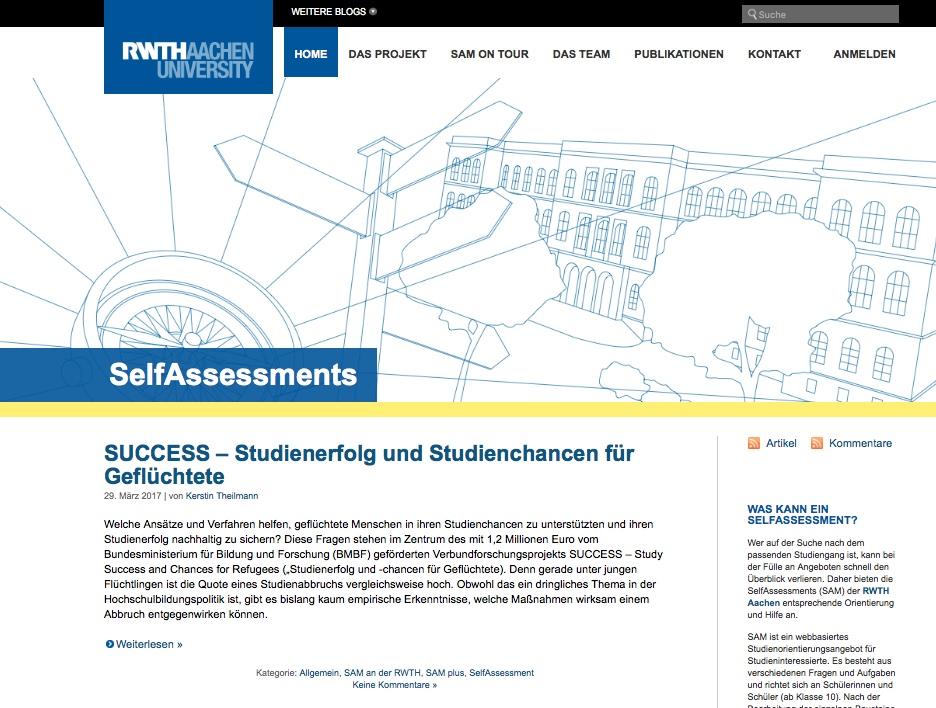 WEITERE BLOGS
Suche
RWTHAACHEN
UNIVERSITY
HOME
DAS PROJEKT
SAM ON TOUR
DAS TEAM
PUBLIKATIONEN
KONTAKT
ANMELDEN
SelfAssessments
SUCCESS – Studienerfolg und Studienchancen für
Geflüchtete
29. März 2017 | von Kerstin Theilmann
Welche Ansätze und Verfahren helfen, geflüchtete Menschen in ihren Studienchancen zu unterstützten und ihren
Studienerfolg nachhaltig zu sichern? Diese Fragen stehen im Zentrum des mit 1,2 Millionen Euro vom
Bundesministerium für Bildung und Forschung (BMBF) geförderten Verbundforschungsprojekts SUCCESS – Study
Success and Chances for Refugees („Studienerfolg und -chancen für Geflüchtete). Denn gerade unter jungen
Flüchtlingen ist die Quote eines Studienabbruchs vergleichsweise hoch. Obwohl das ein dringliches Thema in der
Hochschulbildungspolitik ist, gibt es bislang kaum empirische Erkenntnisse, welche Maßnahmen wirksam einem
Abbruch entgegenwirken können.
Weiterlesen »
Kategorie: Allgemein, SAM an der RWTH, SAM plus, SelfAssessment
Keine Kommentare »
Artikel
Kommentare
WAS KANN EIN
SELFASSESSMENT?
Wer auf der Suche nach dem
passenden Studiengang ist, kann bei
der Fülle an Angeboten schnell den
Überblick verlieren. Daher bieten die
SelfAssessments (SAM) der RWTH
Aachen entsprechende Orientierung
und Hilfe an.
SAM ist ein webbasiertes
Studienorientierungsangebot für
Studieninteressierte. Es besteht aus
verschiedenen Fragen und Aufgaben
und richtet sich an Schülerinnen und
Schüler (ab Klasse 10). Nach der